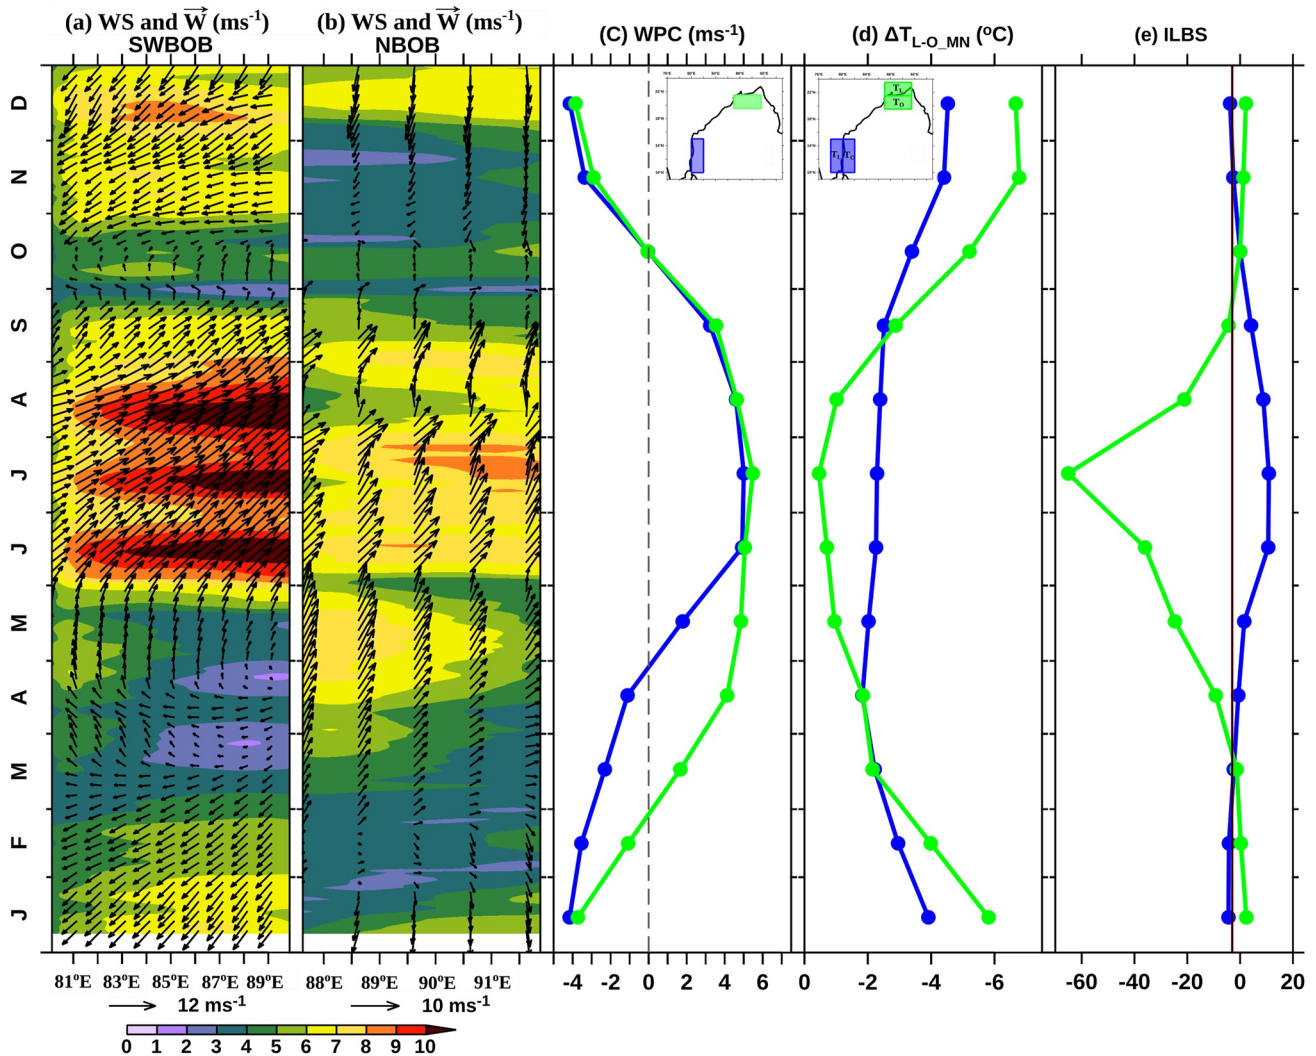 (a) WS and W⃗ (ms⁻¹)
SWBOB
(b) WS and W⃗ (ms⁻¹)
NBOB
(C) WPC (ms⁻¹)
(d) ΔT_L-O_MN (°C)
(e) ILBS
D
N
O
S
A
J
J
M
A
M
F
J
T_L
T_O
T_L T_O
81°E 83°E 85°E 87°E 89°E
88°E 89°E 90°E 91°E
-4 -2 0 2 4 6
0 -2 -4 -6
-60 -40 -20 0 20
12 ms⁻¹
10 ms⁻¹
0 1 2 3 4 5 6 7 8 9 10